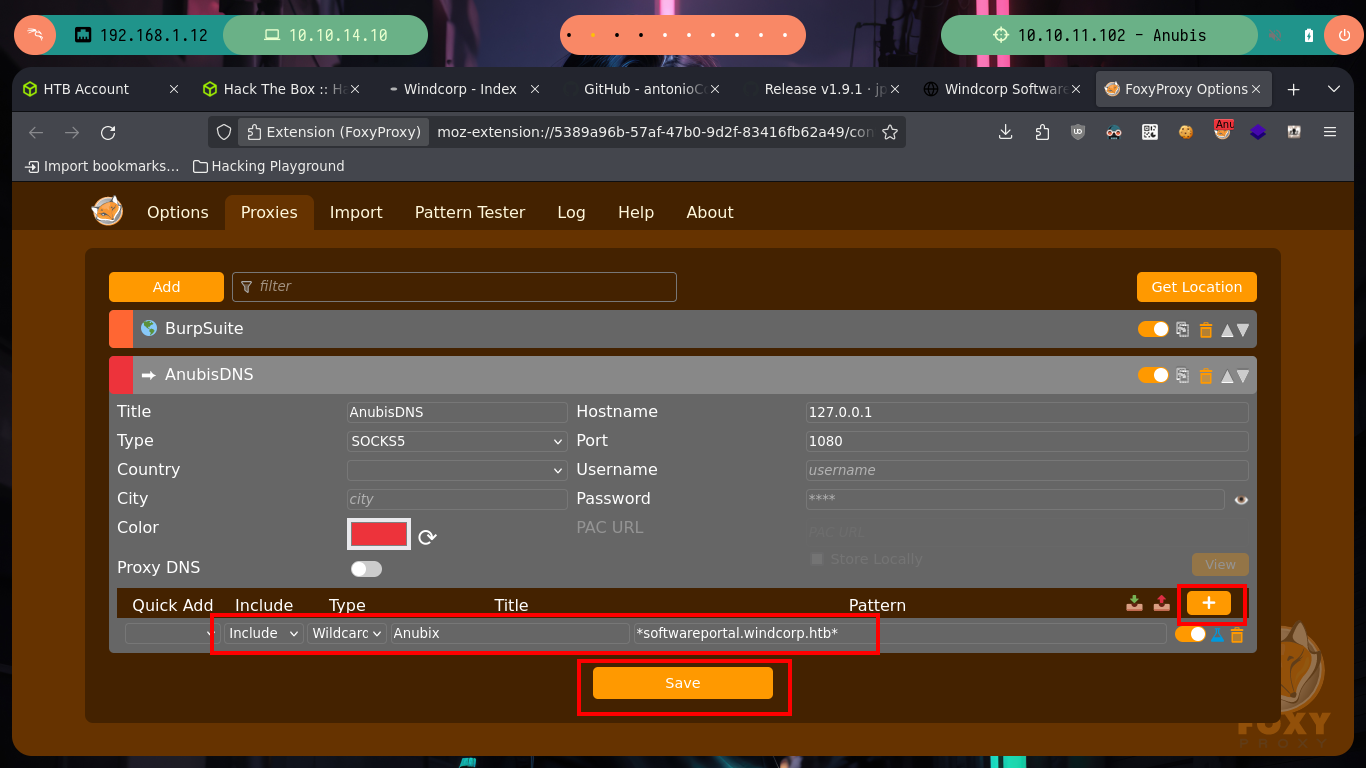 192.168.1.12 10.10.14.10 10.10.11.102 - Anubis
HTB Account Hack The Box :: Ha Windcorp - Index GitHub - antonioCo Release v1.9.1 · jp Windcorp Software FoxyProxy Options
Extension (FoxyProxy) moz-extension://5389a96b-57af-47b0-9d2f-83416fb62a49/con Anu
Import bookmarks... Hacking Playground
Options Proxies Import Pattern Tester Log Help About
Add filter Get Location
BurpSuite
AnubisDNS
Title AnubisDNS Hostname 127.0.0.1
Type SOCKS5 Port 1080
Country Username username
City city Password ****
Color PAC URL PAC URL
Store Locally
Proxy DNS View
Quick Add Include Type Title Pattern +
Include Wildcard Anubix *softwareportal.windcorp.htb*
Save
FOXY
PROXY